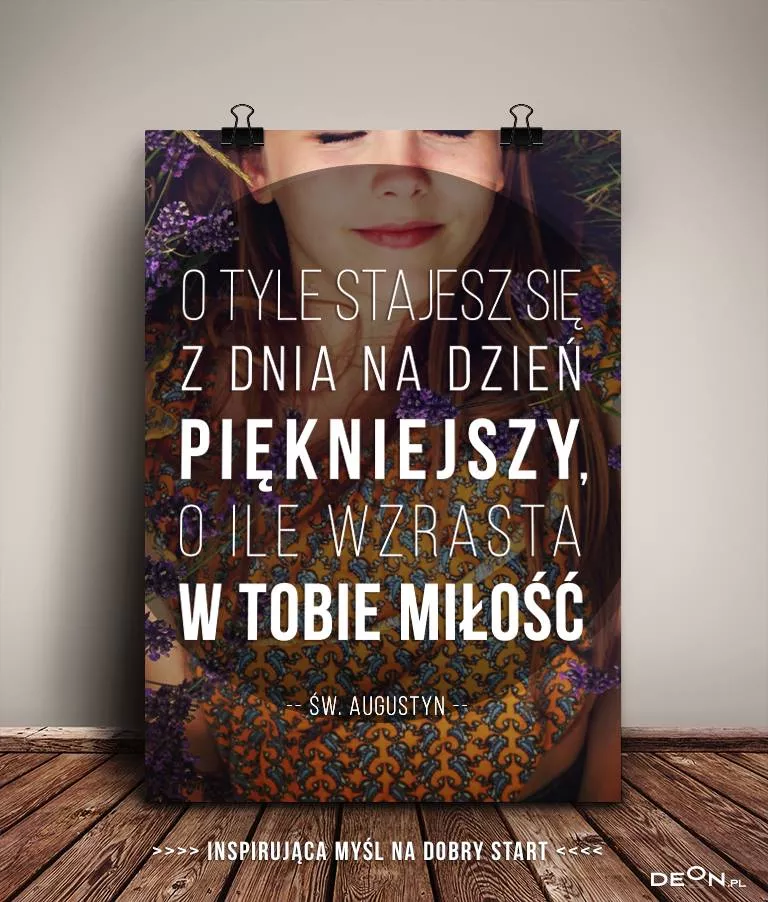 O TYLE STAJESZ SIĘ
Z DNIA NA DZIEŃ
PIĘKNIEJSZY,
O ILE WZRASTA
W TOBIE MIŁOŚĆ
-- ŚW. AUGUSTYN --
>>>> INSPIRUJĄCA MYŚL NA DOBRY START <<<<
DEON.PL